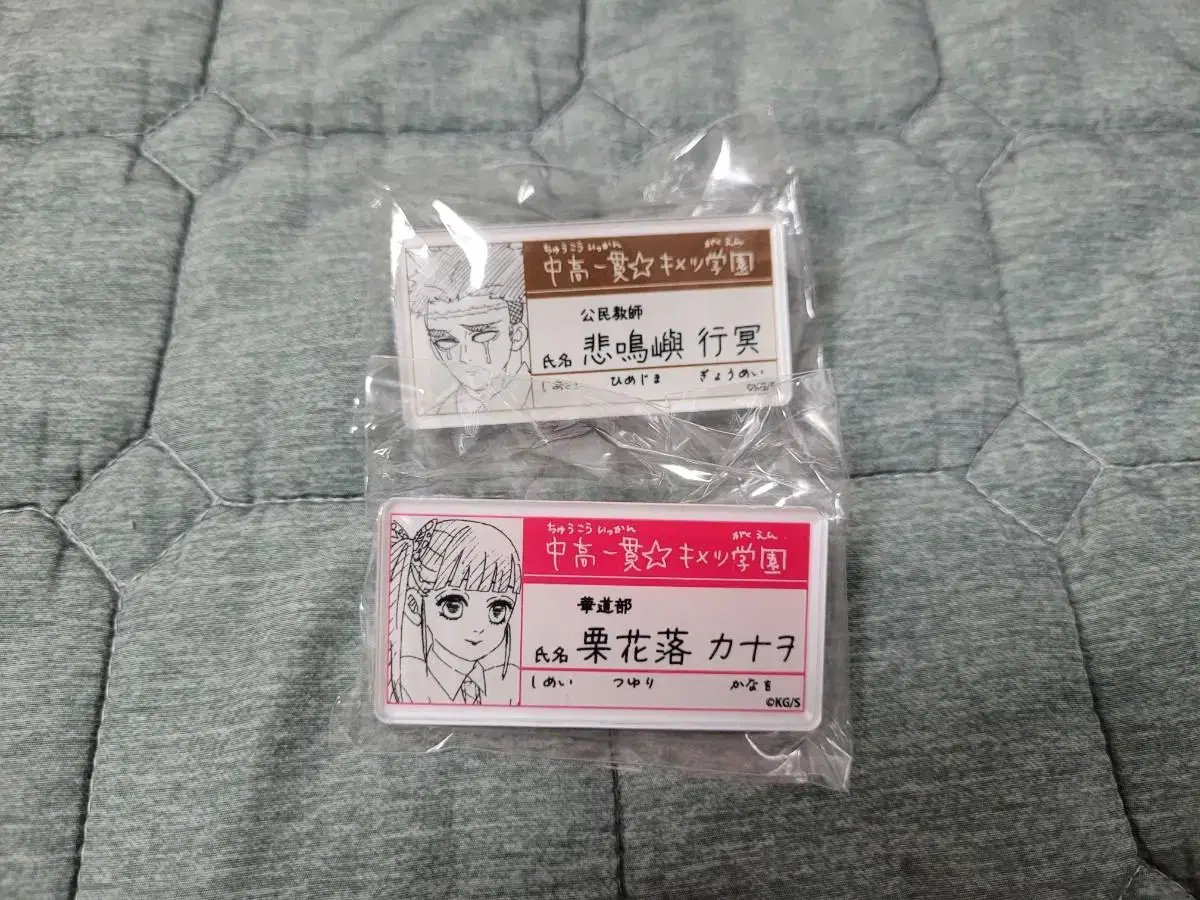 ちゅうこういっかん がくえん
中高一貫☆キメツ学園
公民教師
氏名 悲鳴嶼 行冥
しめい ひめじま ぎょうめい
©KG/S
ちゅうこういっかん がくえん
中高一貫☆キメツ学園
華道部
氏名 栗花落 カナヲ
しめい つゆり かなを
©KG/S